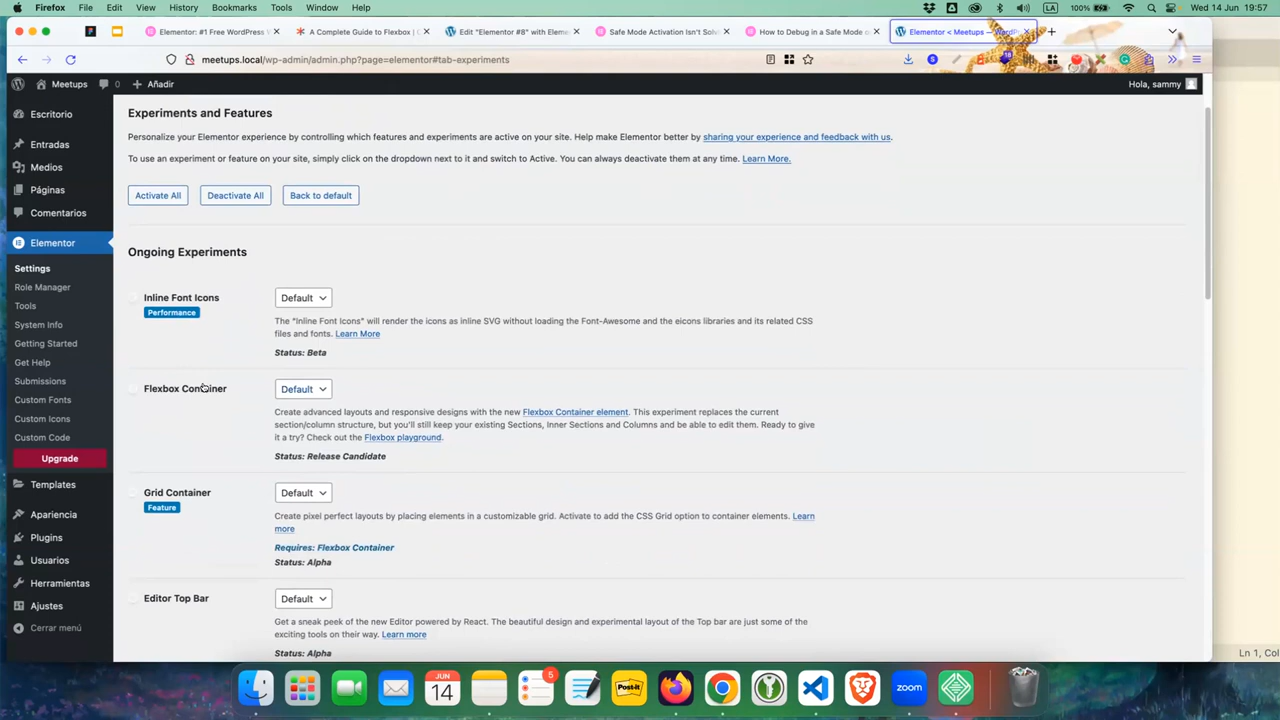 Firefox File Edit View History Bookmarks Tools Window Help LA 100% Wed 14 Jun 19:57
Elementor: #1 Free WordPress A Complete Guide to Flexbox | C Edit "Elementor #8" with Eleme Safe Mode Activation Isn't Sol How to Debug in a Safe Mode o Elementor < Meetups —
meetups.local/wp-admin/admin.php?page=elementor#tab-experiments
Meetups 0 Añadir Hola, sammy
Escritorio
Entradas
Medios
Páginas
Comentarios
Elementor
Settings
Role Manager
Tools
System Info
Getting Started
Get Help
Submissions
Custom Fonts
Custom Icons
Custom Code
Upgrade
Templates
Apariencia
Plugins
Usuarios
Herramientas
Ajustes
Cerrar menú
Experiments and Features
Personalize your Elementor experience by controlling which features and experiments are active on your site. Help make Elementor better by sharing your experience and feedback with us.
To use an experiment or feature on your site, simply click on the dropdown next to it and switch to Active. You can always deactivate them at any time. Learn More.
Activate All Deactivate All Back to default
Ongoing Experiments
Inline Font Icons Default
Performance
The "Inline Font Icons" will render the icons as inline SVG without loading the Font-Awesome and the eicons libraries and its related CSS
files and fonts. Learn More
Status: Beta
Flexbox Container Default
Create advanced layouts and responsive designs with the new Flexbox Container element. This experiment replaces the current
section/column structure, but you'll still keep your existing Sections, Inner Sections and Columns and be able to edit them. Ready to give
it a try? Check out the Flexbox playground.
Status: Release Candidate
Grid Container Default
Feature
Create pixel perfect layouts by placing elements in a customizable grid. Activate to add the CSS Grid option to container elements. Learn
more
Requires: Flexbox Container
Status: Alpha
Editor Top Bar Default
Get a sneak peek of the new Editor powered by React. The beautiful design and experimental layout of the Top bar are just some of the
exciting tools on their way. Learn more
Status: Alpha
Ln 1, Col
JUN
14
5
Post-it
zoom